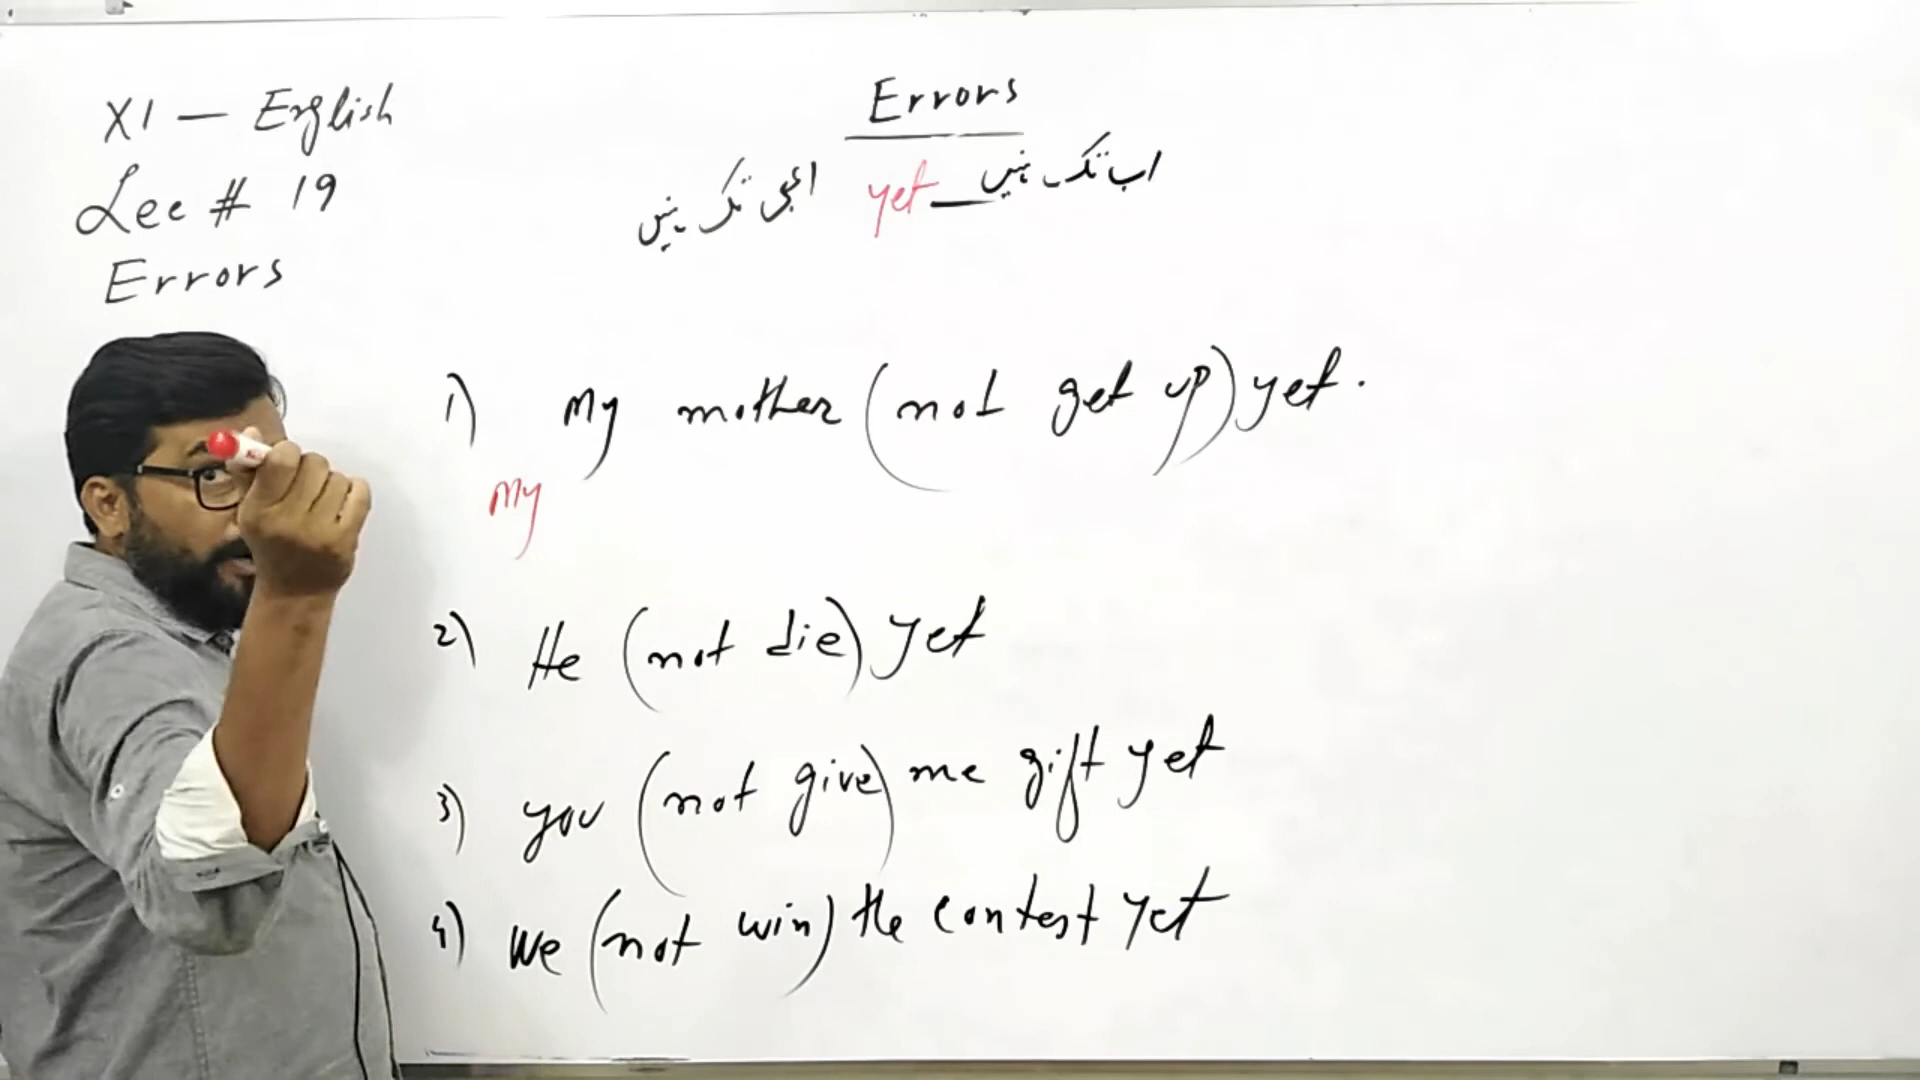 XI — English
Lec # 19
Errors
Errors
ابھی تک نہیں yet — اب تک نہیں
1) My mother (not get up) yet.
My
2) He (not die) yet
3) you (not give) me gift yet
4) We (not win) the contest yet